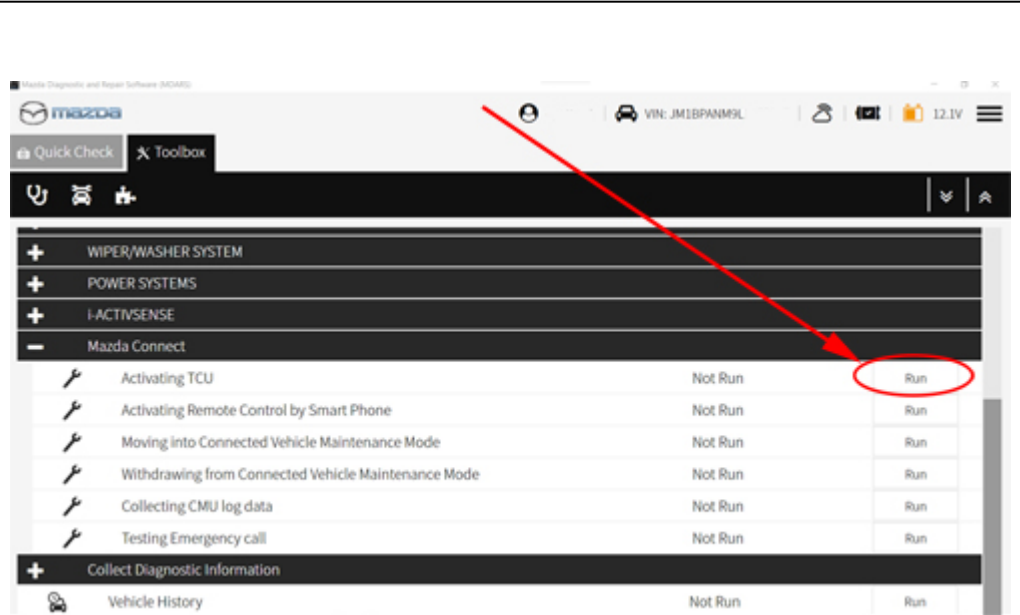 Mazda Diagnostic and Repair Software (MDARS)
mazda VIN: JM1BPANM9L 12.1V
Quick Check Toolbox
WIPER/WASHER SYSTEM
POWER SYSTEMS
i-ACTIVSENSE
Mazda Connect
Activating TCU Not Run Run
Activating Remote Control by Smart Phone Not Run Run
Moving into Connected Vehicle Maintenance Mode Not Run Run
Withdrawing from Connected Vehicle Maintenance Mode Not Run Run
Collecting CMU log data Not Run Run
Testing Emergency call Not Run Run
Collect Diagnostic Information
Vehicle History Not Run Run